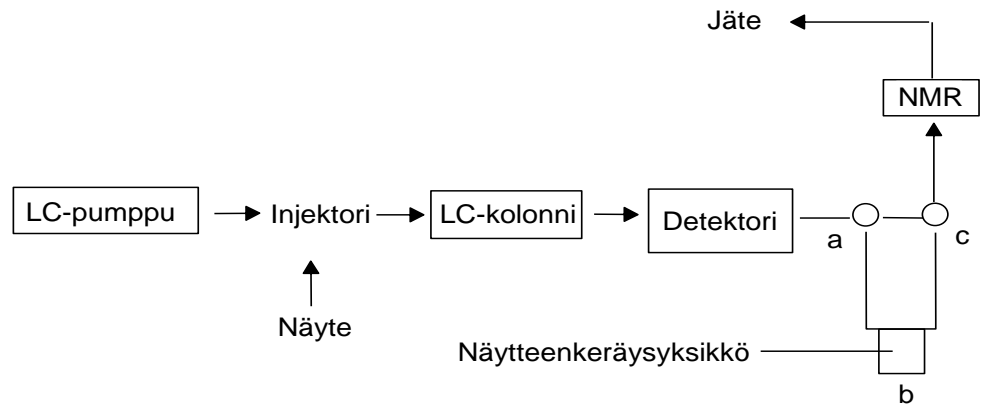 Jäte
NMR
LC-pumppu
Injektori
LC-kolonni
Detektori
a
c
Näyte
Näytteenkeräysyksikkö
b